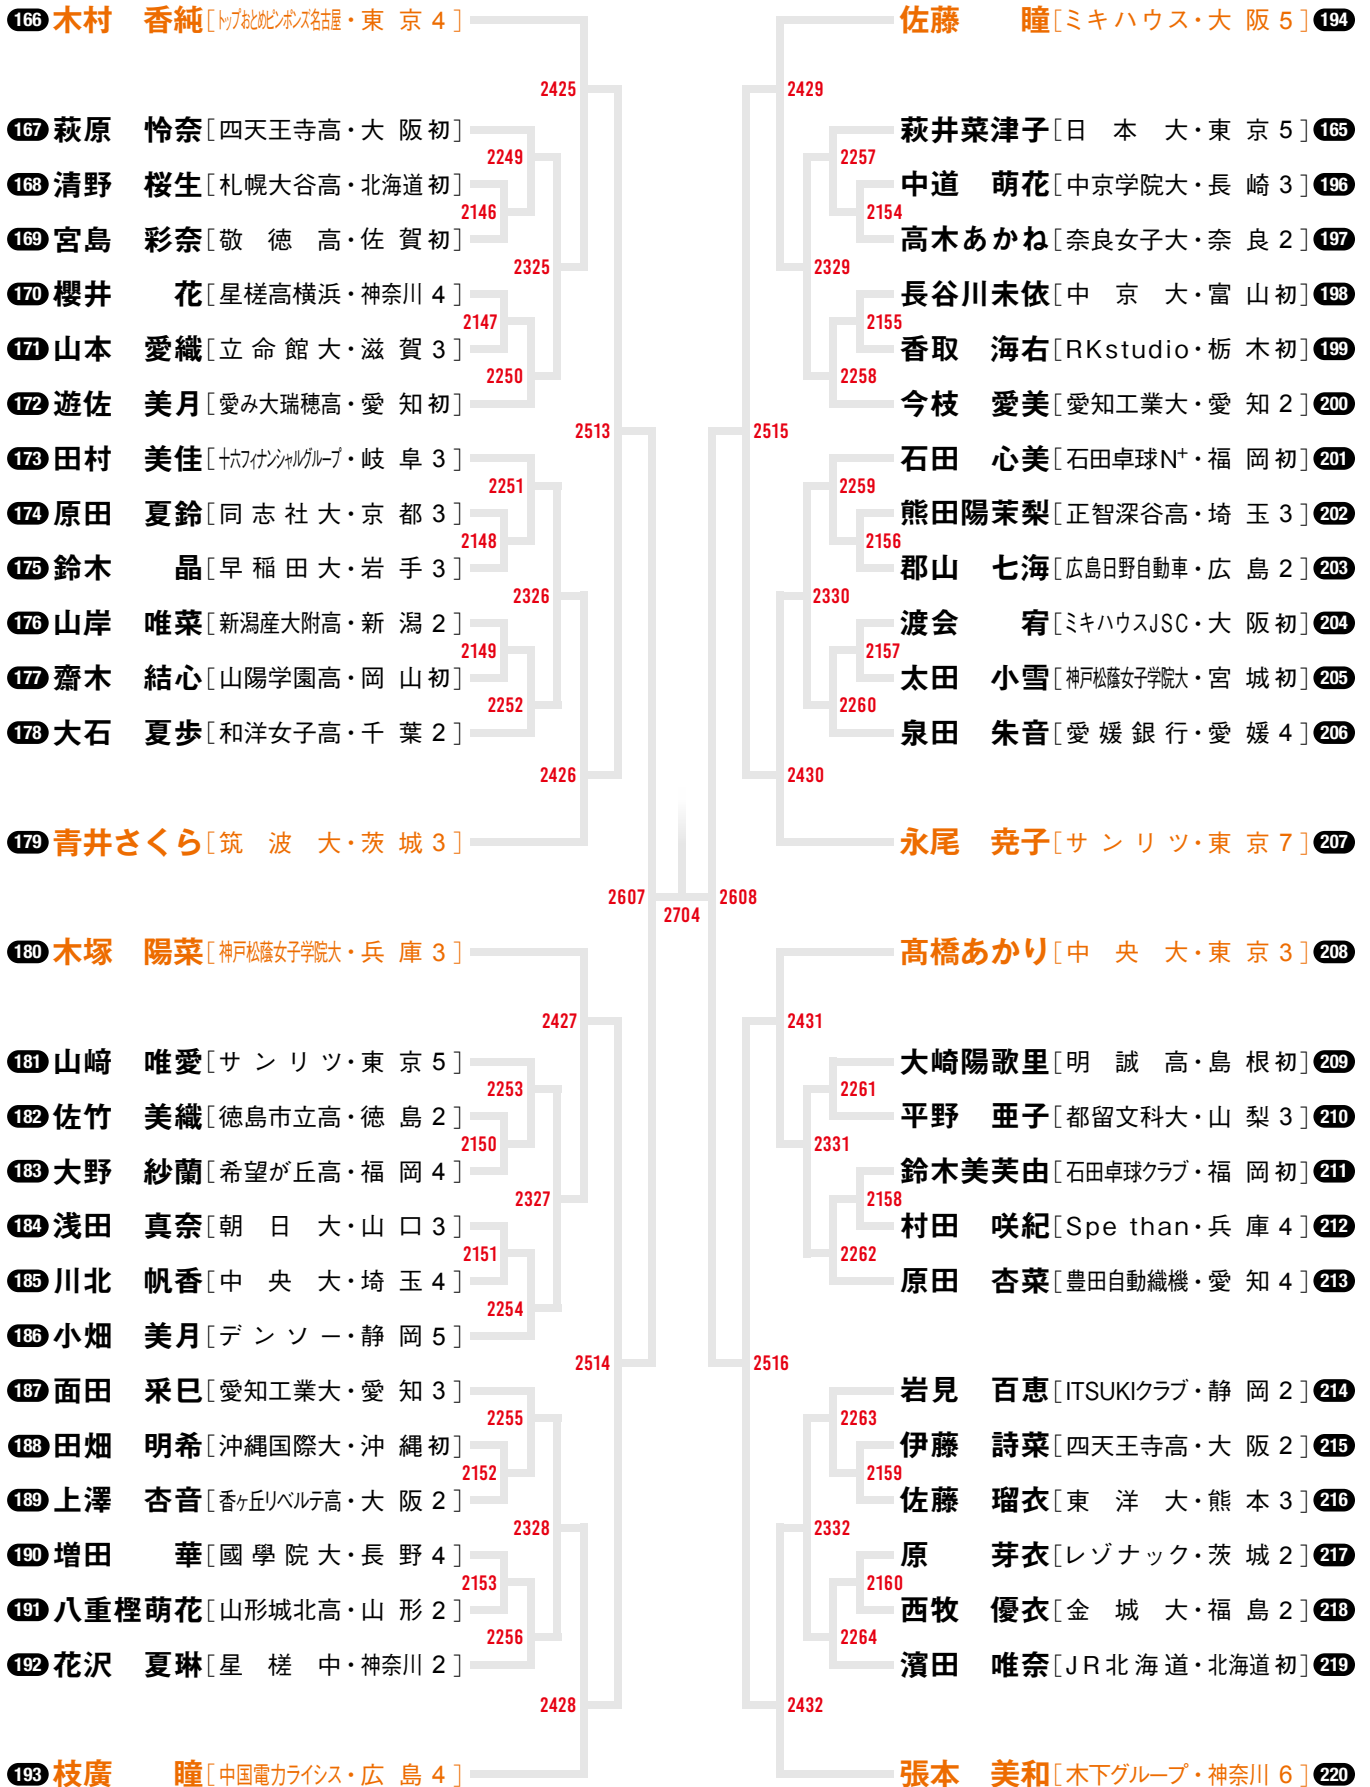 166 木村 香純[トップおとめピンポンズ名古屋・東 京 4]
2425
167 萩原 怜奈[四天王寺高・大 阪 初]
2249
168 清野 桜生[札幌大谷高・北海道 初]
2146
169 宮島 彩奈[敬 徳 高・佐 賀 初]
2325
170 櫻井 花[星槎高横浜・神奈川 4]
2147
171 山本 愛織[立命館大・滋 賀 3]
2250
172 遊佐 美月[愛み大瑞穂高・愛 知 初]
2513
173 田村 美佳[十六フィナンシャルグループ・岐 阜 3]
2251
174 原田 夏鈴[同志社大・京 都 3]
2148
175 鈴木 晶[早稲田大・岩 手 3]
2326
176 山岸 唯菜[新潟産大附高・新 潟 2]
2149
177 齋木 結心[山陽学園高・岡 山 初]
2252
178 大石 夏歩[和洋女子高・千 葉 2]
2426
179 青井さくら[筑 波 大・茨 城 3]
2607
2704
180 木塚 陽菜[神戸松蔭女子学院大・兵 庫 3]
2427
181 山﨑 唯愛[サンリツ・東 京 5]
2253
182 佐竹 美織[徳島市立高・徳 島 2]
2150
183 大野 紗蘭[希望が丘高・福 岡 4]
2327
184 浅田 真奈[朝 日 大・山 口 3]
2151
185 川北 帆香[中 央 大・埼 玉 4]
2254
186 小畑 美月[デンソー・静 岡 5]
2514
187 面田 采巳[愛知工業大・愛 知 3]
2255
188 田畑 明希[沖縄国際大・沖 縄 初]
2152
189 上澤 杏音[香ヶ丘リベルテ高・大 阪 2]
2328
190 増田 華[國學院大・長 野 4]
2153
191 八重樫萌花[山形城北高・山 形 2]
2256
192 花沢 夏琳[星 槎 中・神奈川 2]
2428
193 枝廣 瞳[中国電力ライシス・広 島 4]
佐藤 瞳[ミキハウス・大 阪 5] 194
2429
萩井菜津子[日 本 大・東 京 5] 165
2257
中道 萌花[中京学院大・長 崎 3] 196
2154
高木あかね[奈良女子大・奈 良 2] 197
2329
長谷川未依[中 京 大・富 山 初] 198
2155
香取 海右[RKstudio・栃 木 初] 199
2258
今枝 愛美[愛知工業大・愛 知 2] 200
2515
石田 心美[石田卓球N⁺・福 岡 初] 201
2259
熊田陽茉梨[正智深谷高・埼 玉 3] 202
2156
郡山 七海[広島日野自動車・広 島 2] 203
2330
渡会 宥[ミキハウスJSC・大 阪 初] 204
2157
太田 小雪[神戸松蔭女子学院大・宮 城 初] 205
2260
泉田 朱音[愛媛銀行・愛 媛 4] 206
2430
永尾 尭子[サンリツ・東 京 7] 207
2608
髙橋あかり[中 央 大・東 京 3] 208
2431
大崎陽歌里[明 誠 高・島 根 初] 209
2261
平野 亜子[都留文科大・山 梨 3] 210
2331
鈴木美芙由[石田卓球クラブ・福 岡 初] 211
2158
村田 咲紀[Spe than・兵 庫 4] 212
2262
原田 杏菜[豊田自動織機・愛 知 4] 213
2516
岩見 百恵[ITSUKIクラブ・静 岡 2] 214
2263
伊藤 詩菜[四天王寺高・大 阪 2] 215
2159
佐藤 瑠衣[東 洋 大・熊 本 3] 216
2332
原 芽衣[レゾナック・茨 城 2] 217
2160
西牧 優衣[金 城 大・福 島 2] 218
2264
濱田 唯奈[JR北海道・北海道 初] 219
2432
張本 美和[木下グループ・神奈川 6] 220